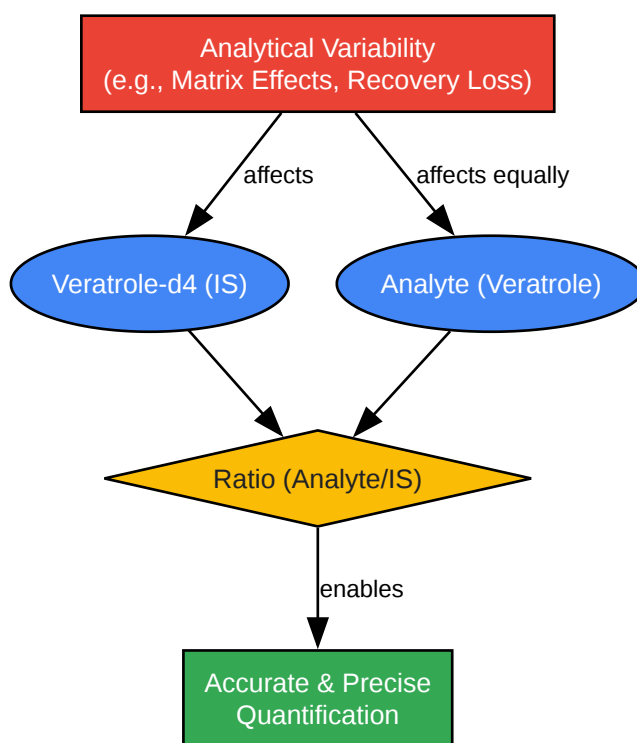 Analytical Variability
(e.g., Matrix Effects, Recovery Loss)
affects
affects equally
Veratrole-d4 (IS)
Analyte (Veratrole)
Ratio (Analyte/IS)
enables
Accurate & Precise
Quantification